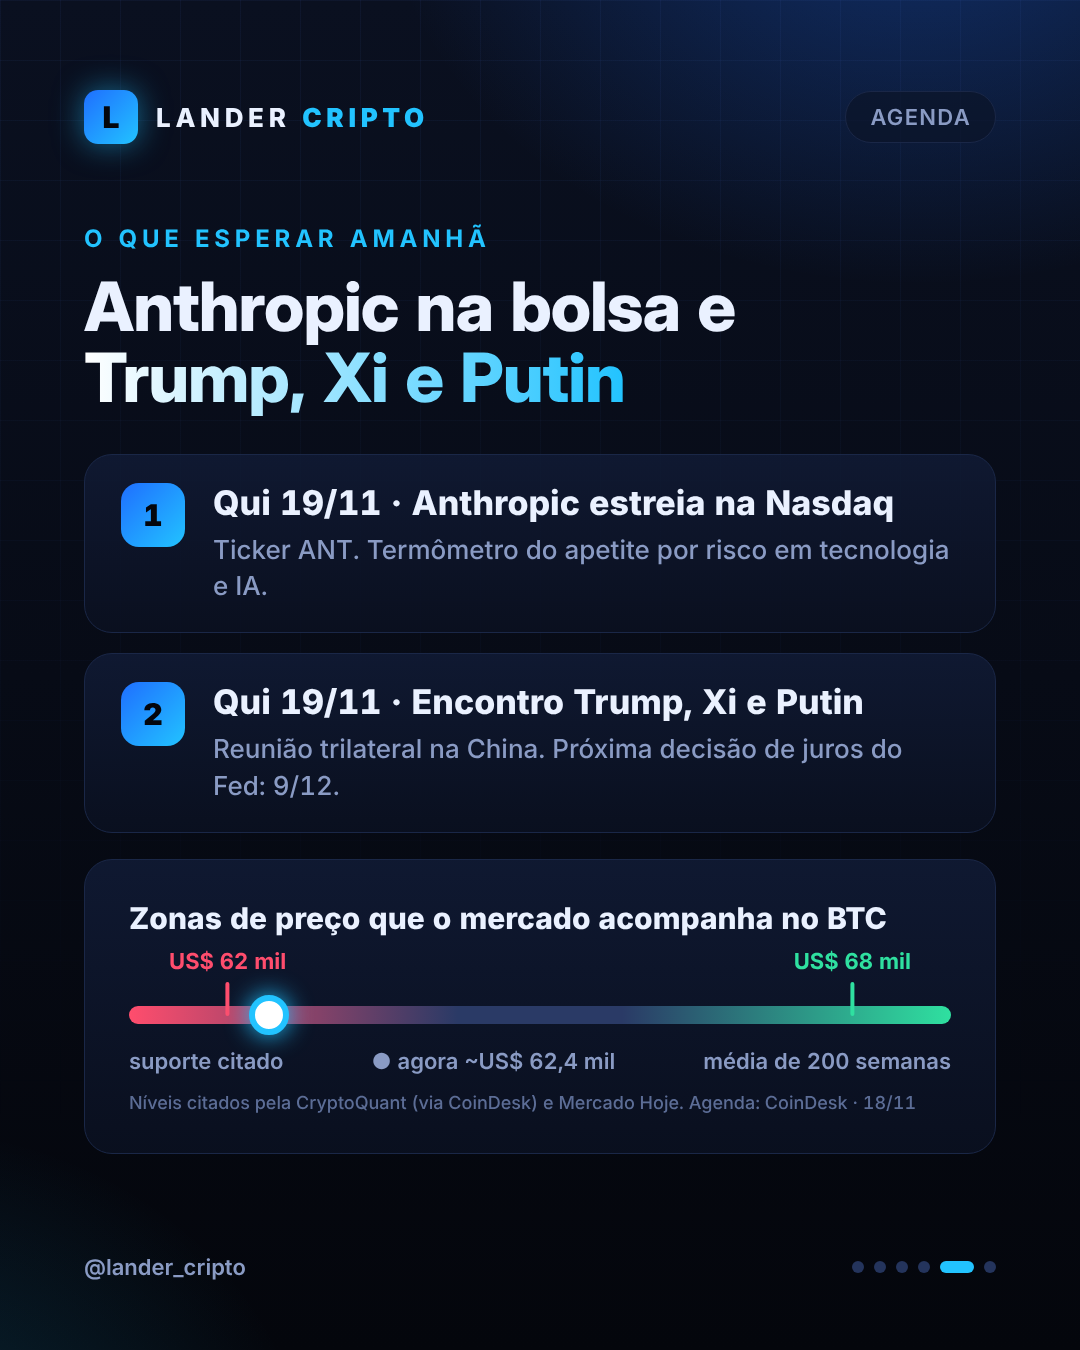 L LANDER CRIPTO
AGENDA
O QUE ESPERAR AMANHÃ
Anthropic na bolsa e
Trump, Xi e Putin
1
Qui 19/11 · Anthropic estreia na Nasdaq
Ticker ANT. Termômetro do apetite por risco em tecnologia
e IA.
2
Qui 19/11 · Encontro Trump, Xi e Putin
Reunião trilateral na China. Próxima decisão de juros do
Fed: 9/12.
Zonas de preço que o mercado acompanha no BTC
US$ 62 mil
US$ 68 mil
suporte citado
agora ~US$ 62,4 mil
média de 200 semanas
Níveis citados pela CryptoQuant (via CoinDesk) e Mercado Hoje. Agenda: CoinDesk · 18/11
@lander_cripto